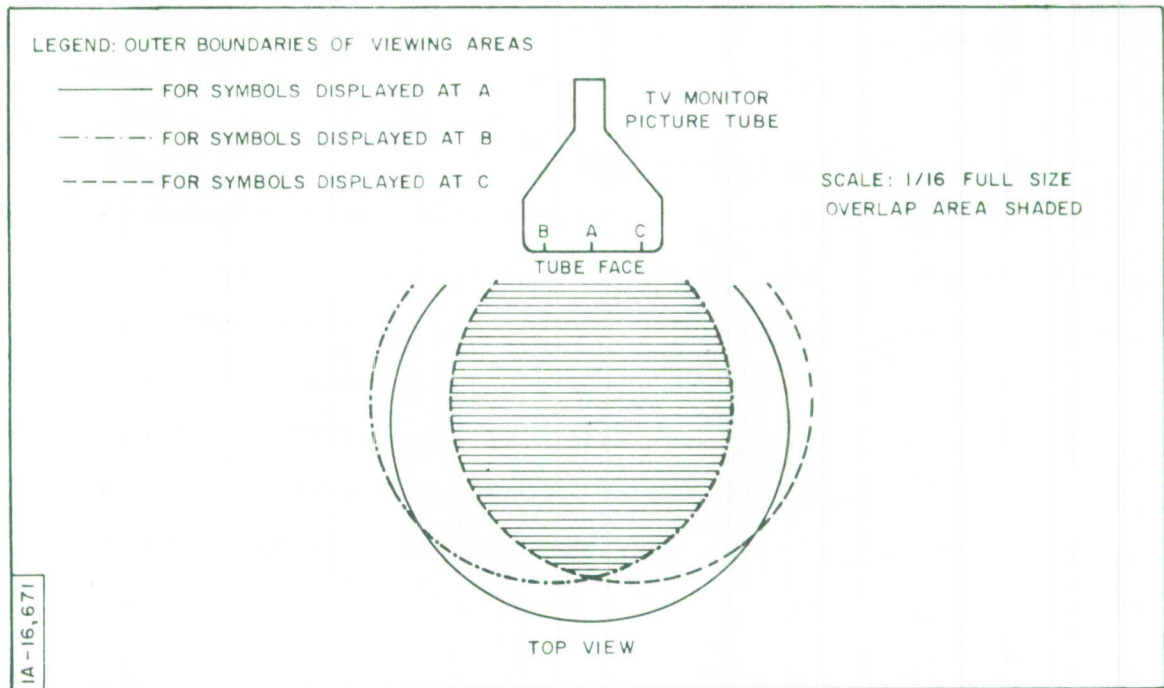 LEGEND: OUTER BOUNDARIES OF VIEWING AREAS
FOR SYMBOLS DISPLAYED AT A
FOR SYMBOLS DISPLAYED AT B
FOR SYMBOLS DISPLAYED AT C
TV MONITOR
PICTURE TUBE
SCALE: 1/16 FULL SIZE
OVERLAP AREA SHADED
B A C
TUBE FACE
TOP VIEW
IA-16,671